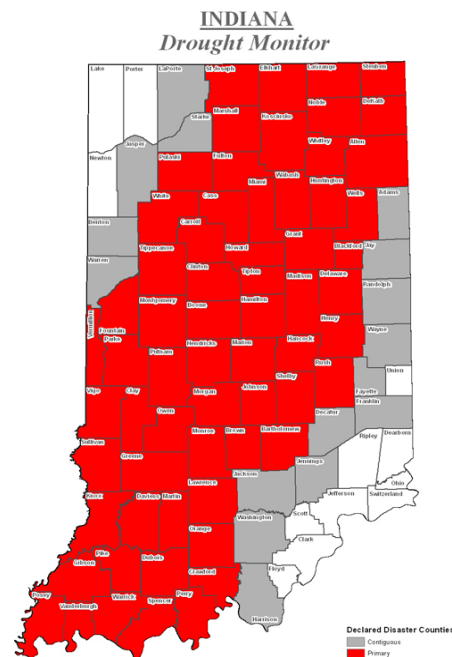 INDIANA
Drought Monitor
Lake Porter LaPorte St. Joseph Elkhart Lagrange Steuben
Noble DeKalb
Marshall Kosciusko
Starke
Whitley Allen
Jasper
Newton Pulaski Fulton
Wabash
Miami Huntington
White Cass Wells Adams
Benton Carroll
Grant
Tippecanoe Howard Blackford Jay
Warren
Clinton Tipton Madison Delaware
Randolph
Montgomery Boone Hamilton
Vermillion Fountain Henry Wayne
Parke
Putnam Hendricks Marion Hancock
Rush Union
Shelby
Vigo Clay Morgan Johnson Fayette
Franklin
Owen Decatur
Monroe Brown Bartholomew Ripley Dearborn
Sullivan
Greene Jennings
Jackson
Lawrence Ohio
Knox Daviess Martin Jefferson Switzerland
Scott
Washington
Orange
Clark
Pike
Gibson Dubois
Floyd
Crawford
Posey Warrick Perry
Vanderburgh Spencer
Harrison
Declared Disaster Counties
Contiguous
Primary